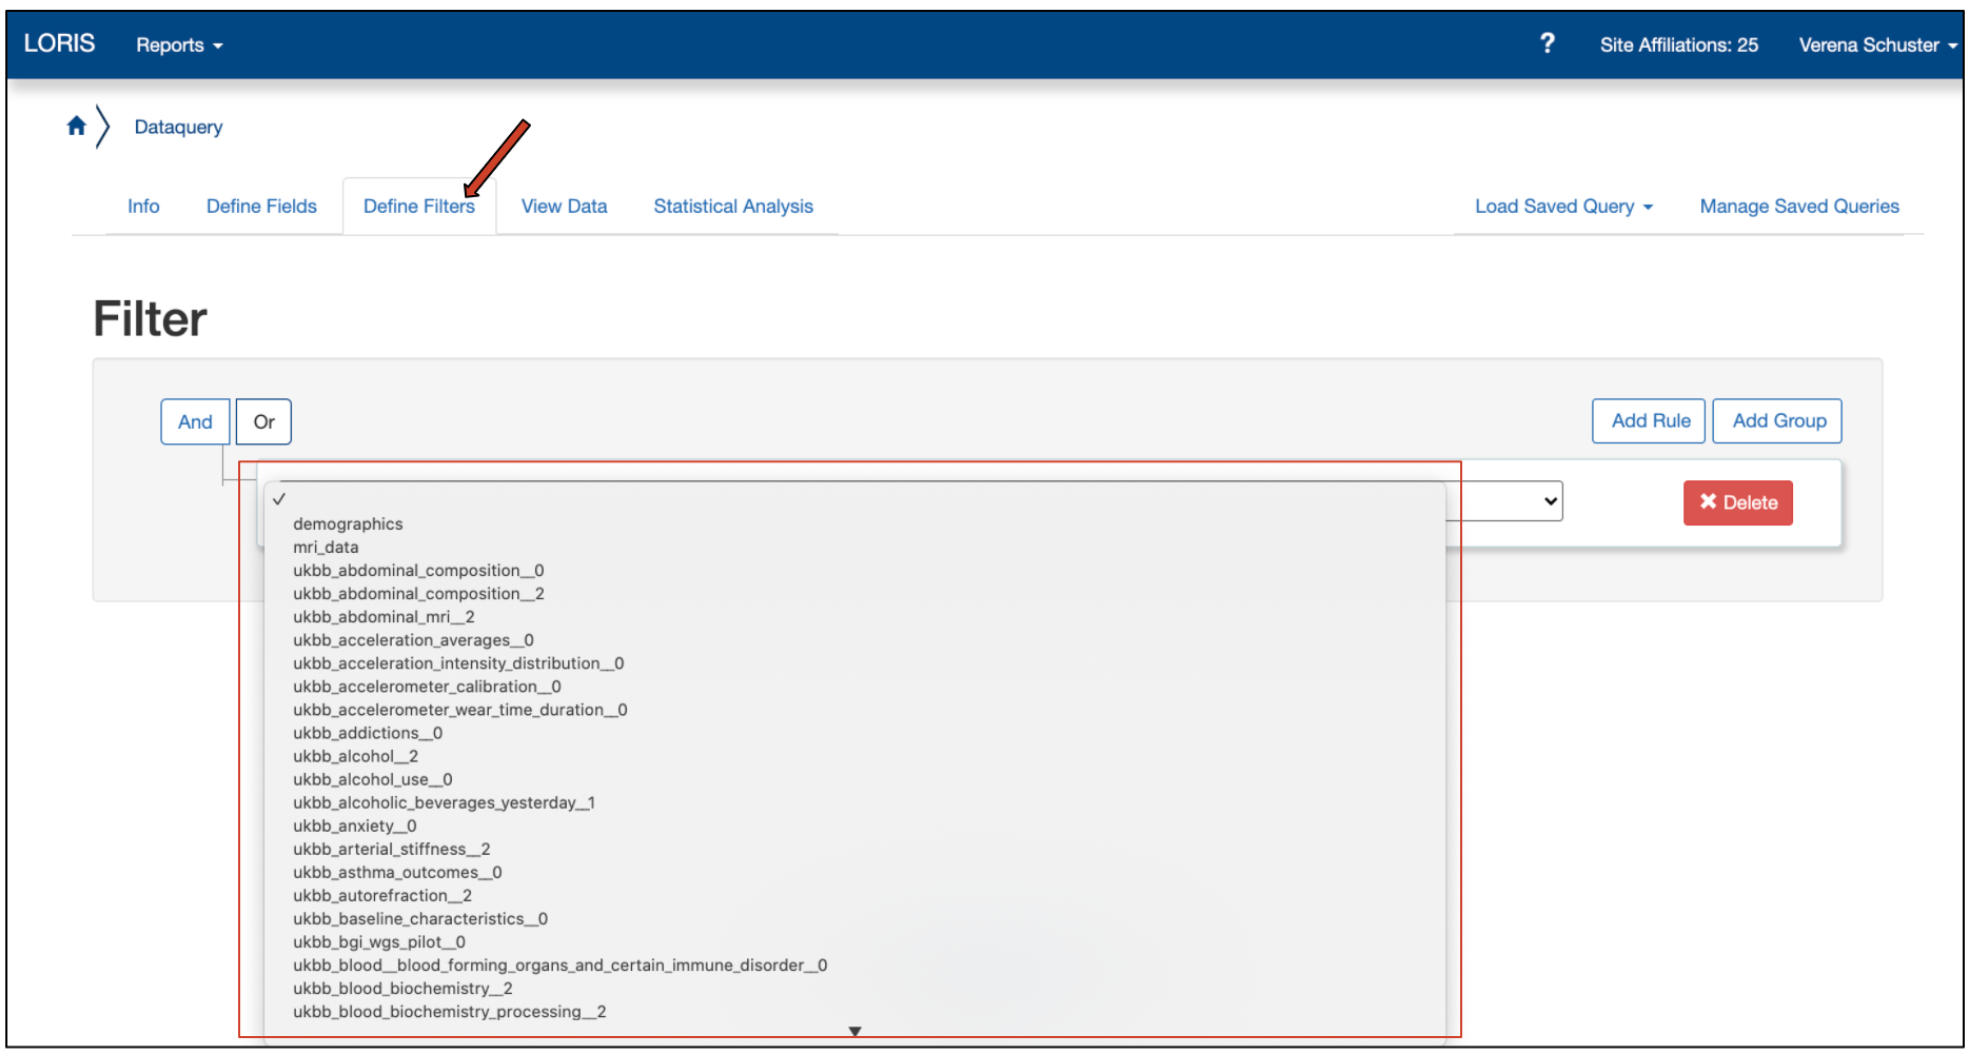 LORIS Reports ? Site Affiliations: 25 Verena Schuster
Dataquery
Info Define Fields Define Filters View Data Statistical Analysis Load Saved Query Manage Saved Queries
Filter
And Or Add Rule Add Group
Delete
demographics
mri_data
ukbb_abdominal_composition__0
ukbb_abdominal_composition__2
ukbb_abdominal_mri__2
ukbb_acceleration_averages__0
ukbb_acceleration_intensity_distribution__0
ukbb_accelerometer_calibration__0
ukbb_accelerometer_wear_time_duration__0
ukbb_addictions__0
ukbb_alcohol__2
ukbb_alcohol_use__0
ukbb_alcoholic_beverages_yesterday__1
ukbb_anxiety__0
ukbb_arterial_stiffness__2
ukbb_asthma_outcomes__0
ukbb_autorefraction__2
ukbb_baseline_characteristics__0
ukbb_bgi_wgs_pilot__0
ukbb_blood__blood_forming_organs_and_certain_immune_disorder__0
ukbb_blood_biochemistry__2
ukbb_blood_biochemistry_processing__2